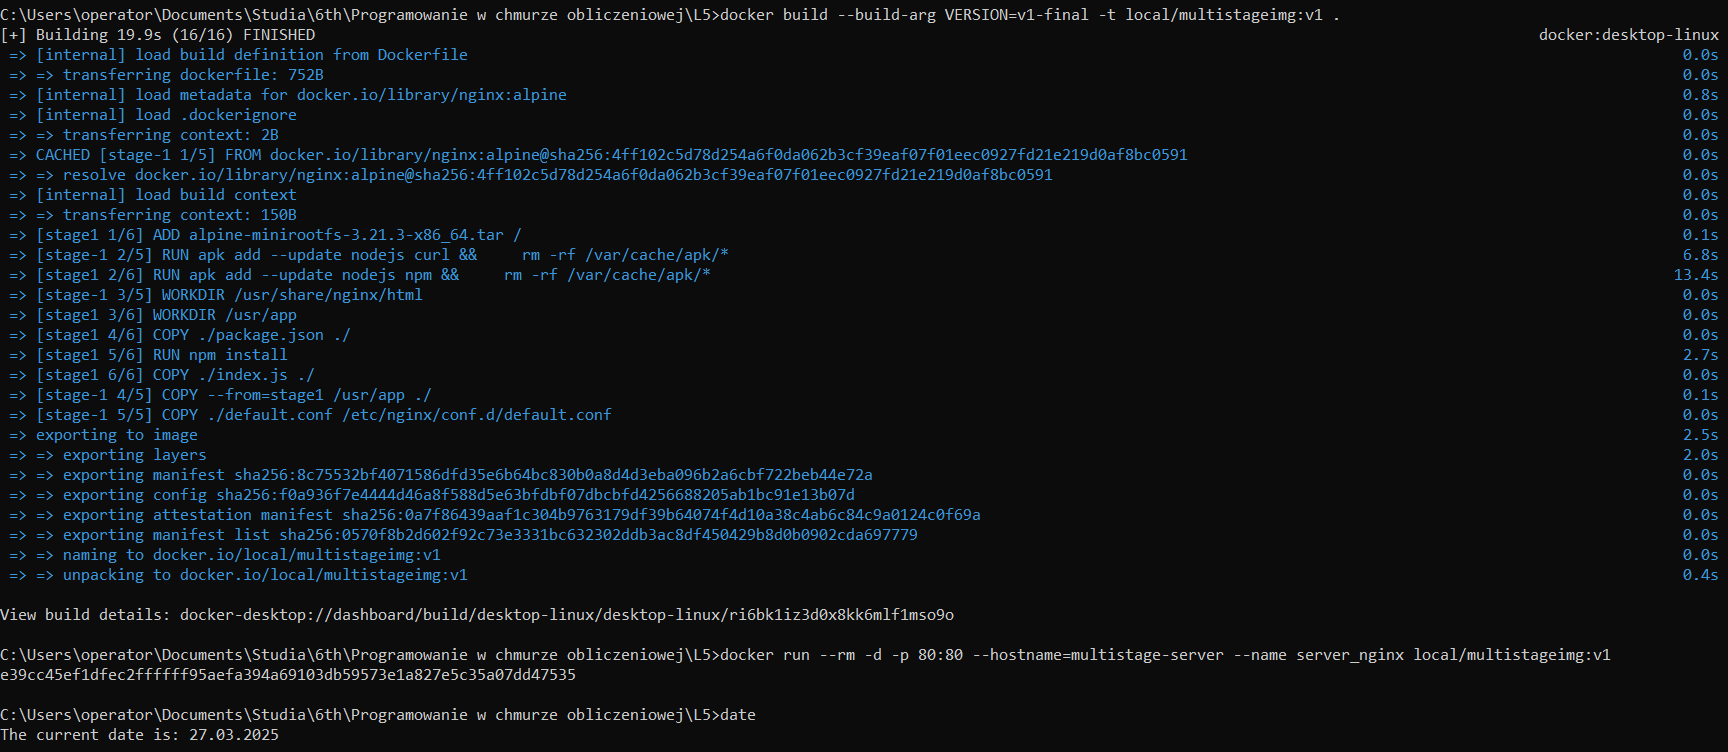 C:\Users\operator\Documents\Studia\6th\Programowanie w chmurze obliczeniowej\L5>docker build --build-arg VERSION=v1-final -t local/multistageimg:v1 .
[+] Building 19.9s (16/16) FINISHED docker:desktop-linux
=> [internal] load build definition from Dockerfile 0.0s
=> => transferring dockerfile: 752B 0.0s
=> [internal] load metadata for docker.io/library/nginx:alpine 0.8s
=> [internal] load .dockerignore 0.0s
=> => transferring context: 2B 0.0s
=> CACHED [stage-1 1/5] FROM docker.io/library/nginx:alpine@sha256:4ff102c5d78d254a6f0da062b3cf39eaf07f01eec0927fd21e219d0af8bc0591 0.0s
=> => resolve docker.io/library/nginx:alpine@sha256:4ff102c5d78d254a6f0da062b3cf39eaf07f01eec0927fd21e219d0af8bc0591 0.0s
=> [internal] load build context 0.0s
=> => transferring context: 150B 0.0s
=> [stage1 1/6] ADD alpine-minirootfs-3.21.3-x86_64.tar / 0.1s
=> [stage-1 2/5] RUN apk add --update nodejs curl && rm -rf /var/cache/apk/* 6.8s
=> [stage1 2/6] RUN apk add --update nodejs npm && rm -rf /var/cache/apk/* 13.4s
=> [stage-1 3/5] WORKDIR /usr/share/nginx/html 0.0s
=> [stage1 3/6] WORKDIR /usr/app 0.0s
=> [stage1 4/6] COPY ./package.json ./ 0.0s
=> [stage1 5/6] RUN npm install 2.7s
=> [stage1 6/6] COPY ./index.js ./ 0.0s
=> [stage-1 4/5] COPY --from=stage1 /usr/app ./ 0.1s
=> [stage-1 5/5] COPY ./default.conf /etc/nginx/conf.d/default.conf 0.0s
=> exporting to image 2.5s
=> => exporting layers 2.0s
=> => exporting manifest sha256:8c75532bf4071586dfd35e6b64bc830b0a8d4d3eba096b2a6cbf722beb44e72a 0.0s
=> => exporting config sha256:f0a936f7e4444d46a8f588d5e63bfdbf07dbcbfd4256688205ab1bc91e13b07d 0.0s
=> => exporting attestation manifest sha256:0a7f86439aaf1c304b9763179df39b64074f4d10a38c4ab6c84c9a0124c0f69a 0.0s
=> => exporting manifest list sha256:0570f8b2d602f92c73e3331bc632302ddb3ac8df450429b8d0b0902cda697779 0.0s
=> => naming to docker.io/local/multistageimg:v1 0.0s
=> => unpacking to docker.io/local/multistageimg:v1 0.4s
View build details: docker-desktop://dashboard/build/desktop-linux/desktop-linux/ri6bk1iz3d0x8kk6mlf1mso9o
C:\Users\operator\Documents\Studia\6th\Programowanie w chmurze obliczeniowej\L5>docker run --rm -d -p 80:80 --hostname=multistage-server --name server_nginx local/multistageimg:v1
e39cc45ef1dfec2ffffff95aefa394a69103db59573e1a827e5c35a07dd47535
C:\Users\operator\Documents\Studia\6th\Programowanie w chmurze obliczeniowej\L5>date
The current date is: 27.03.2025